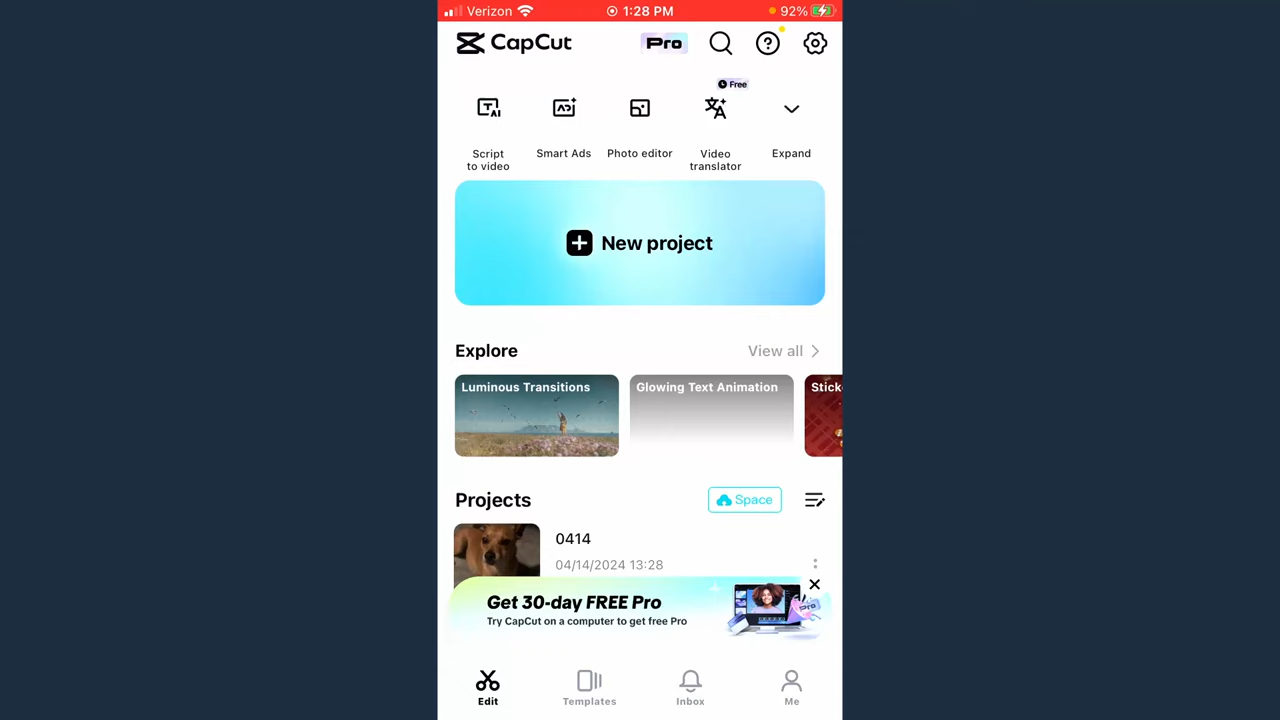 Verizon 1:28 PM 92%
CapCut Pro
Free
Script to video
Smart Ads
Photo editor
Video translator
Expand
New project
Explore View all
Luminous Transitions
Glowing Text Animation
Stick
Projects Space
0414
04/14/2024 13:28
Get 30-day FREE Pro
Try CapCut on a computer to get free Pro
Edit Templates Inbox Me